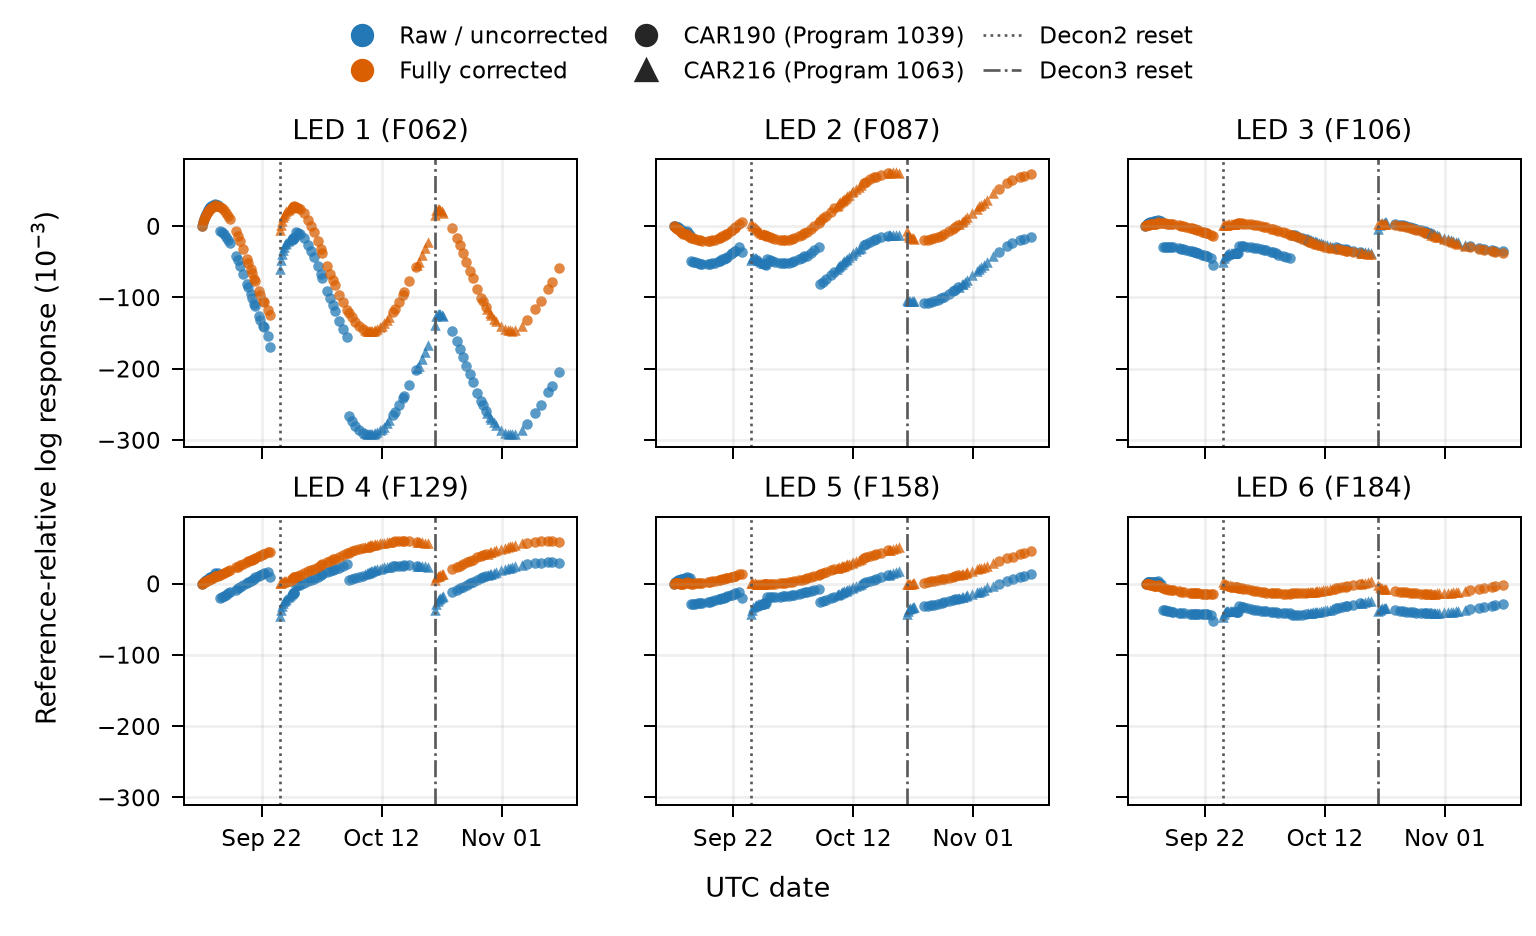 Raw / uncorrected
Fully corrected
CAR190 (Program 1039)
CAR216 (Program 1063)
Decon2 reset
Decon3 reset
LED 1 (F062)
LED 2 (F087)
LED 3 (F106)
0
−100
−200
−300
LED 4 (F129)
LED 5 (F158)
LED 6 (F184)
0
−100
−200
−300
Sep 22
Oct 12
Nov 01
Sep 22
Oct 12
Nov 01
Sep 22
Oct 12
Nov 01
Reference-relative log response (10⁻³)
UTC date